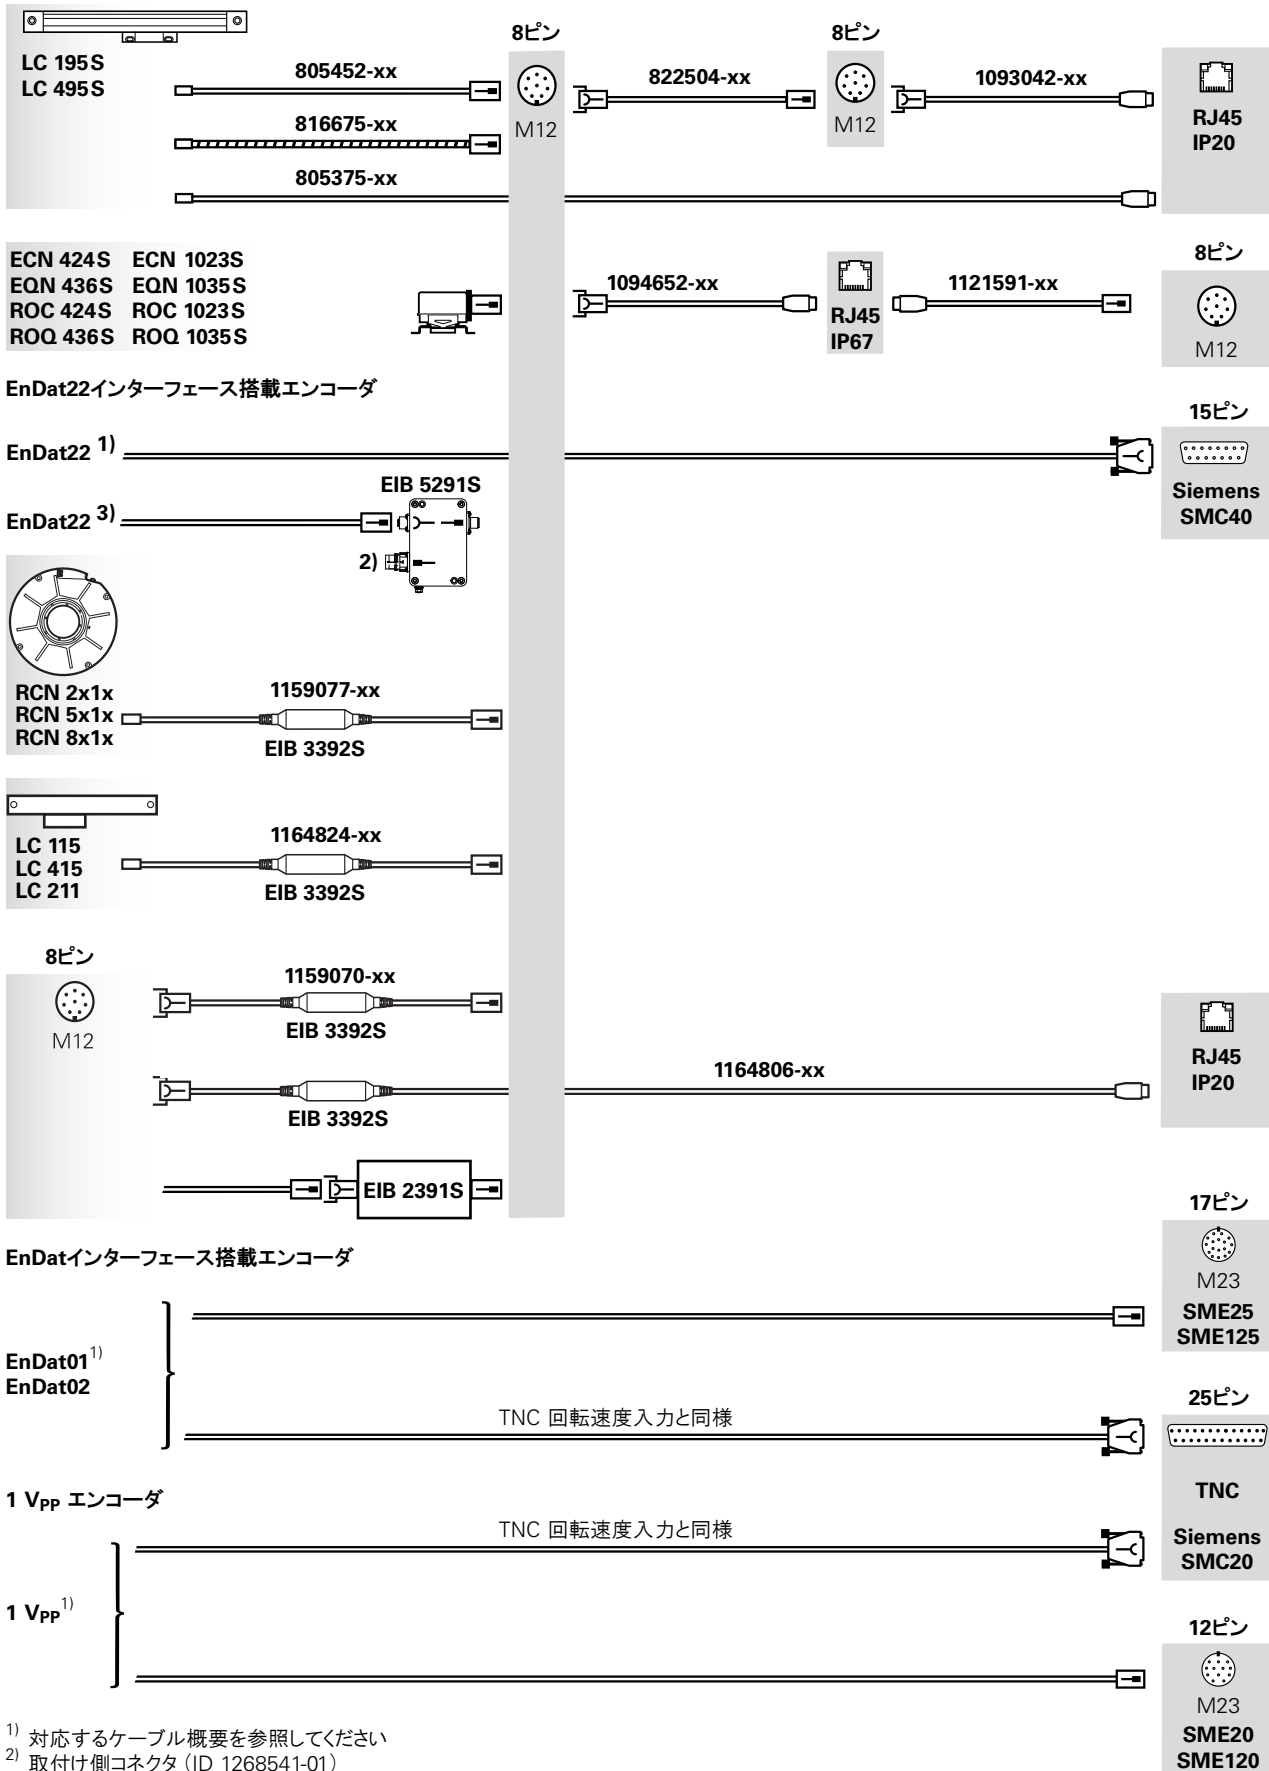 8ピン
8ピン
LC 195 S
LC 495 S
805452-xx
822504-xx
1093042-xx
M12
M12
RJ45
IP20
816675-xx
805375-xx
ECN 424 S ECN 1023 S
EQN 436 S EQN 1035 S
ROC 424 S ROC 1023 S
ROQ 436 S ROQ 1035 S
1094652-xx
RJ45
IP67
1121591-xx
8ピン
M12
EnDat22インターフェース搭載エンコーダ
15ピン
EnDat22 1)
Siemens
SMC40
EIB 5291S
EnDat22 3)
2)
RCN 2x1x
RCN 5x1x
RCN 8x1x
1159077-xx
EIB 3392S
LC 115
LC 415
LC 211
1164824-xx
EIB 3392S
8ピン
M12
1159070-xx
EIB 3392S
1164806-xx
EIB 3392S
RJ45
IP20
EIB 2391S
17ピン
M23
SME25
SME125
EnDatインターフェース搭載エンコーダ
EnDat01 1)
EnDat02
TNC 回転速度入力と同様
25ピン
TNC
Siemens
SMC20
1 VPP エンコーダ
TNC 回転速度入力と同様
1 VPP 1)
12ピン
M23
SME20
SME120
1) 対応するケーブル概要を参照してください
2) 取付け側コネクタ (ID 1268541-01)